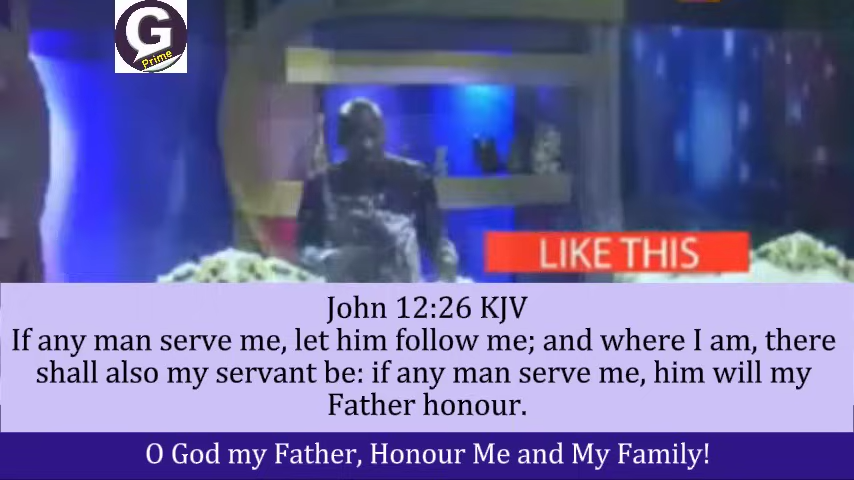 G
Prime
LIKE THIS
John 12:26 KJV
If any man serve me, let him follow me; and where I am, there
shall also my servant be: if any man serve me, him will my
Father honour.
O God my Father, Honour Me and My Family!